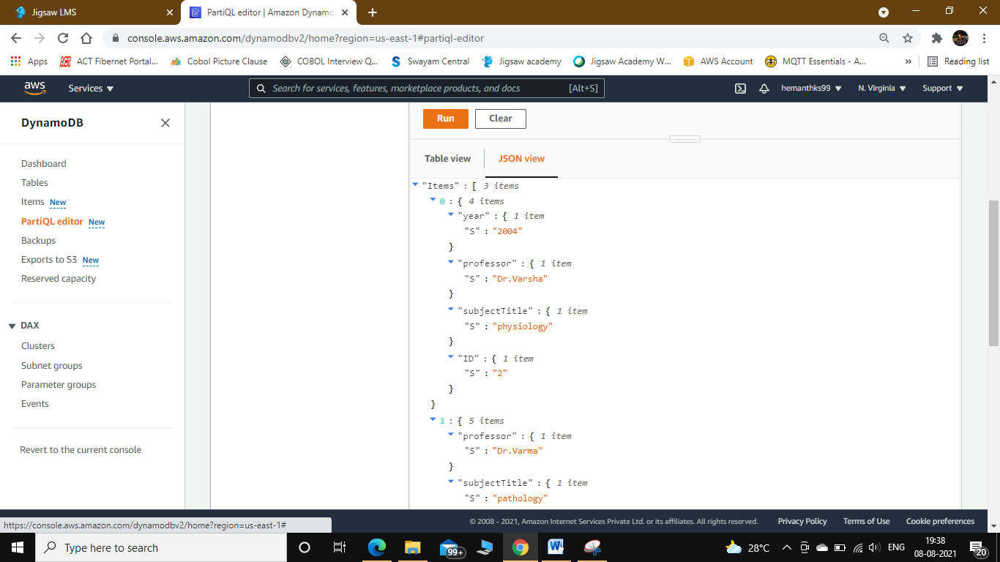 Jigsaw LMS
PartiQL editor | Amazon Dynamo
console.aws.amazon.com/dynamodbv2/home?region=us-east-1#partiql-editor
Apps
ACT ACT Fibernet Portal...
Cobol Picture Clause
COBOL Interview Q...
Swayam Central
Jigsaw academy
Jigsaw Academy W...
AWS Account
MQTT Essentials - A...
»
Reading list
aws
Services
Search for services, features, marketplace products, and docs
[Alt+S]
hemanthks99
N. Virginia
Support
DynamoDB
Dashboard
Tables
Items New
PartiQL editor New
Backups
Exports to S3 New
Reserved capacity
DAX
Clusters
Subnet groups
Parameter groups
Events
Revert to the current console
Run
Clear
Table view
JSON view
"Items" : [ 3 items
0 : { 4 items
"year" : { 1 item
"S" : "2004"
}
"professor" : { 1 item
"S" : "Dr.Varsha"
}
"subjectTitle" : { 1 item
"S" : "physiology"
}
"ID" : { 1 item
"S" : "2"
}
}
1 : { 5 items
"professor" : { 1 item
"S" : "Dr.Varma"
}
"subjectTitle" : { 1 item
"S" : "pathology"
https://console.aws.amazon.com/dynamodbv2/home?region=us-east-1#
© 2008 - 2021, Amazon Internet Services Private Ltd. or its affiliates. All rights reserved.
Privacy Policy
Terms of Use
Cookie preferences
Type here to search
99+
28°C
ENG
19:38
08-08-2021
20